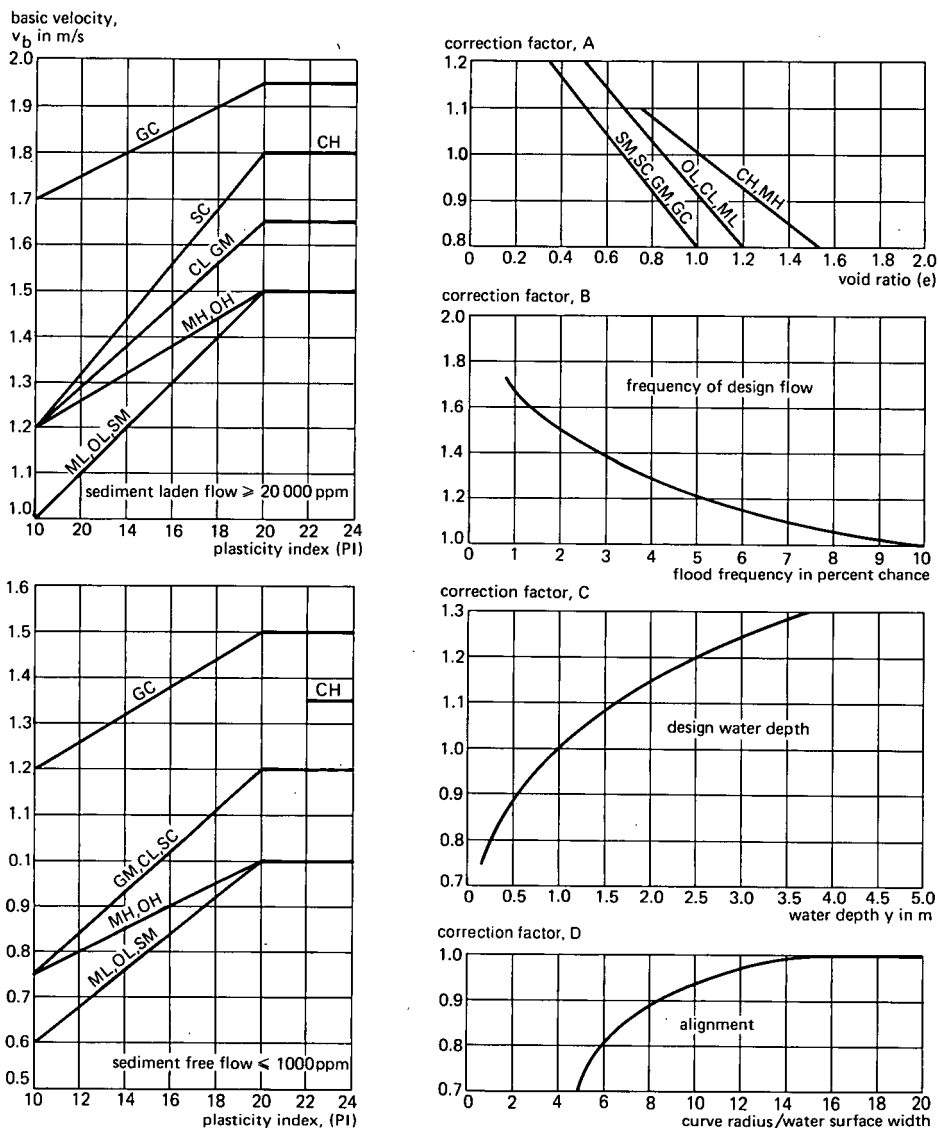 basic velocity,
v_b in m/s
2.0
1.9
1.8
1.7
1.6
1.5
1.4
1.3
1.2
1.1
1.0
GC
CH
SC
CL,GM
MH,OH
ML,OL,SM
sediment laden flow ⩾ 20 000 ppm
10 12 14 16 18 20 22 24
plasticity index (PI)
1.6
1.5
1.4
1.3
1.2
0.1
0.9
0.8
0.7
0.6
0.5
GC
CH
GM,CL,SC
MH,OH
ML,OL,SM
sediment free flow ⩽ 1000ppm
10 12 14 16 18 20 22 24
plasticity index, (PI)
correction factor, A
1.2
1.1
1.0
0.9
0.8
SM,SC,GM,GC
OL,CL,ML
CH,MH
0 0.2 0.4 0.6 0.8 1.0 1.2 1.4 1.6 1.8 2.0
void ratio (e)
correction factor, B
2.0
1.8
1.6
1.4
1.2
1.0
frequency of design flow
0 1 2 3 4 5 6 7 8 9 10
flood frequency in percent chance
correction factor, C
1.3
1.2
1.1
1.0
0.9
0.8
0.7
design water depth
0 0.5 1.0 1.5 2.0 2.5 3.0 3.5 4.0 4.5 5.0
water depth y in m
correction factor, D
1.0
0.9
0.8
0.7
alignment
0 2 4 6 8 10 12 14 16 18 20
curve radius/water surface width